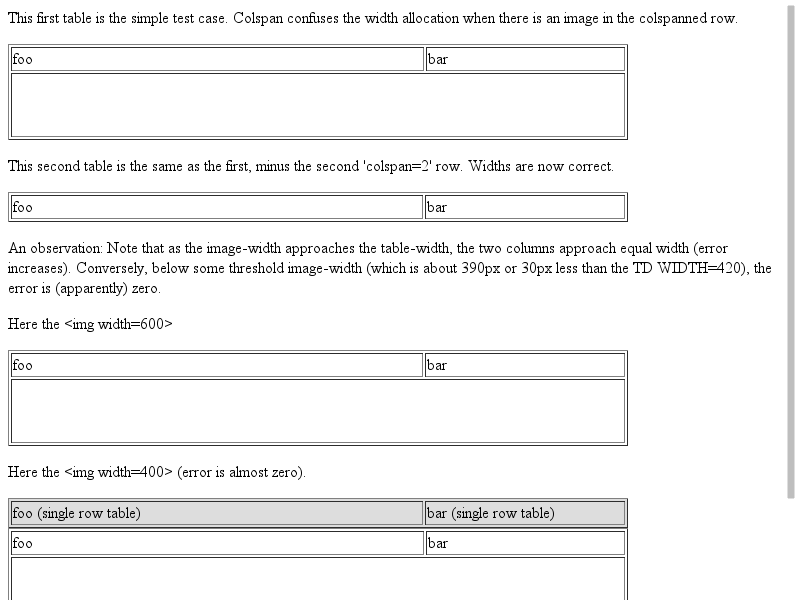 This first table is the simple test case. Colspan confuses the width allocation when there is an image in the colspanned row.
foo bar
This second table is the same as the first, minus the second 'colspan=2' row. Widths are now correct.
foo bar
An observation: Note that as the image-width approaches the table-width, the two columns approach equal width (error
increases). Conversely, below some threshold image-width (which is about 390px or 30px less than the TD WIDTH=420), the
error is (apparently) zero.
Here the <img width=600>
foo bar
Here the <img width=400> (error is almost zero).
foo (single row table) bar (single row table)
foo bar